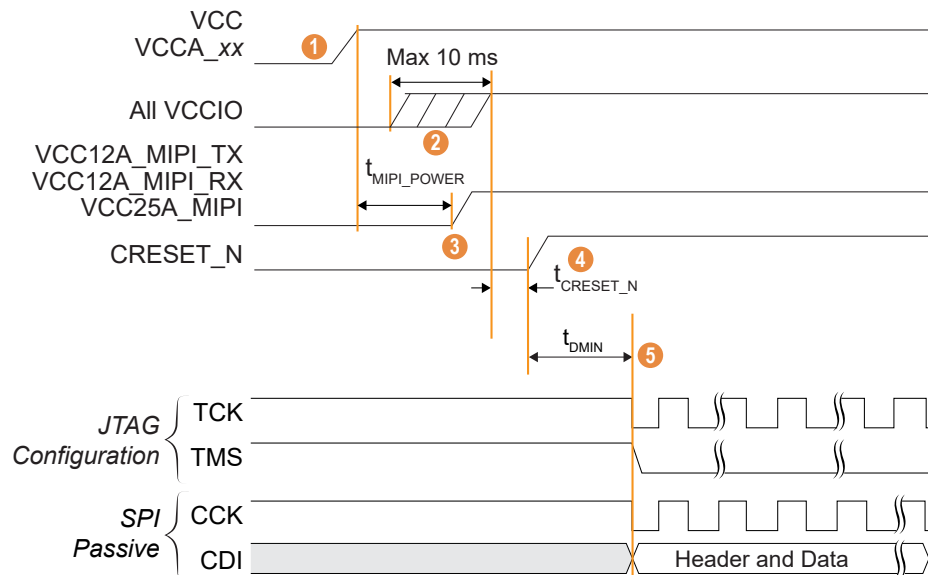 VCC
VCCA_xx
1
Max 10 ms
All VCCIO
2
VCC12A_MIPI_TX
VCC12A_MIPI_RX
VCC25A_MIPI
tMIPI_POWER
3
CRESET_N
4
tCRESET_N
tDMIN
5
JTAG
Configuration
TCK
TMS
SPI
Passive
CCK
CDI
Header and Data